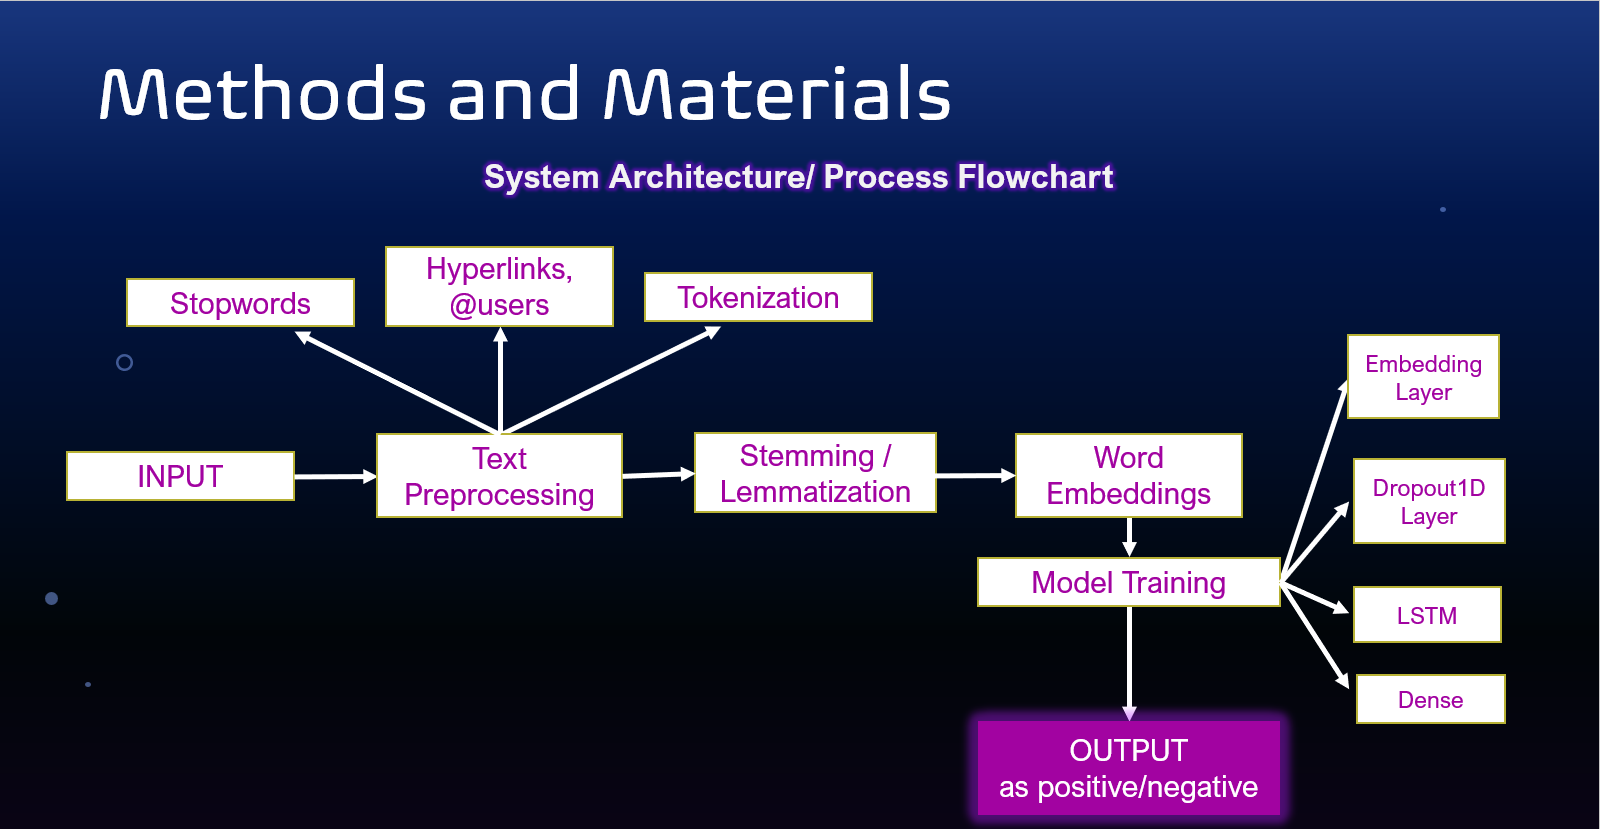 Methods and Materials
System Architecture/ Process Flowchart
Stopwords
Hyperlinks,
@users
Tokenization
INPUT
Text
Preprocessing
Stemming /
Lemmatization
Word
Embeddings
Model Training
Embedding
Layer
Dropout1D
Layer
LSTM
Dense
OUTPUT
as positive/negative